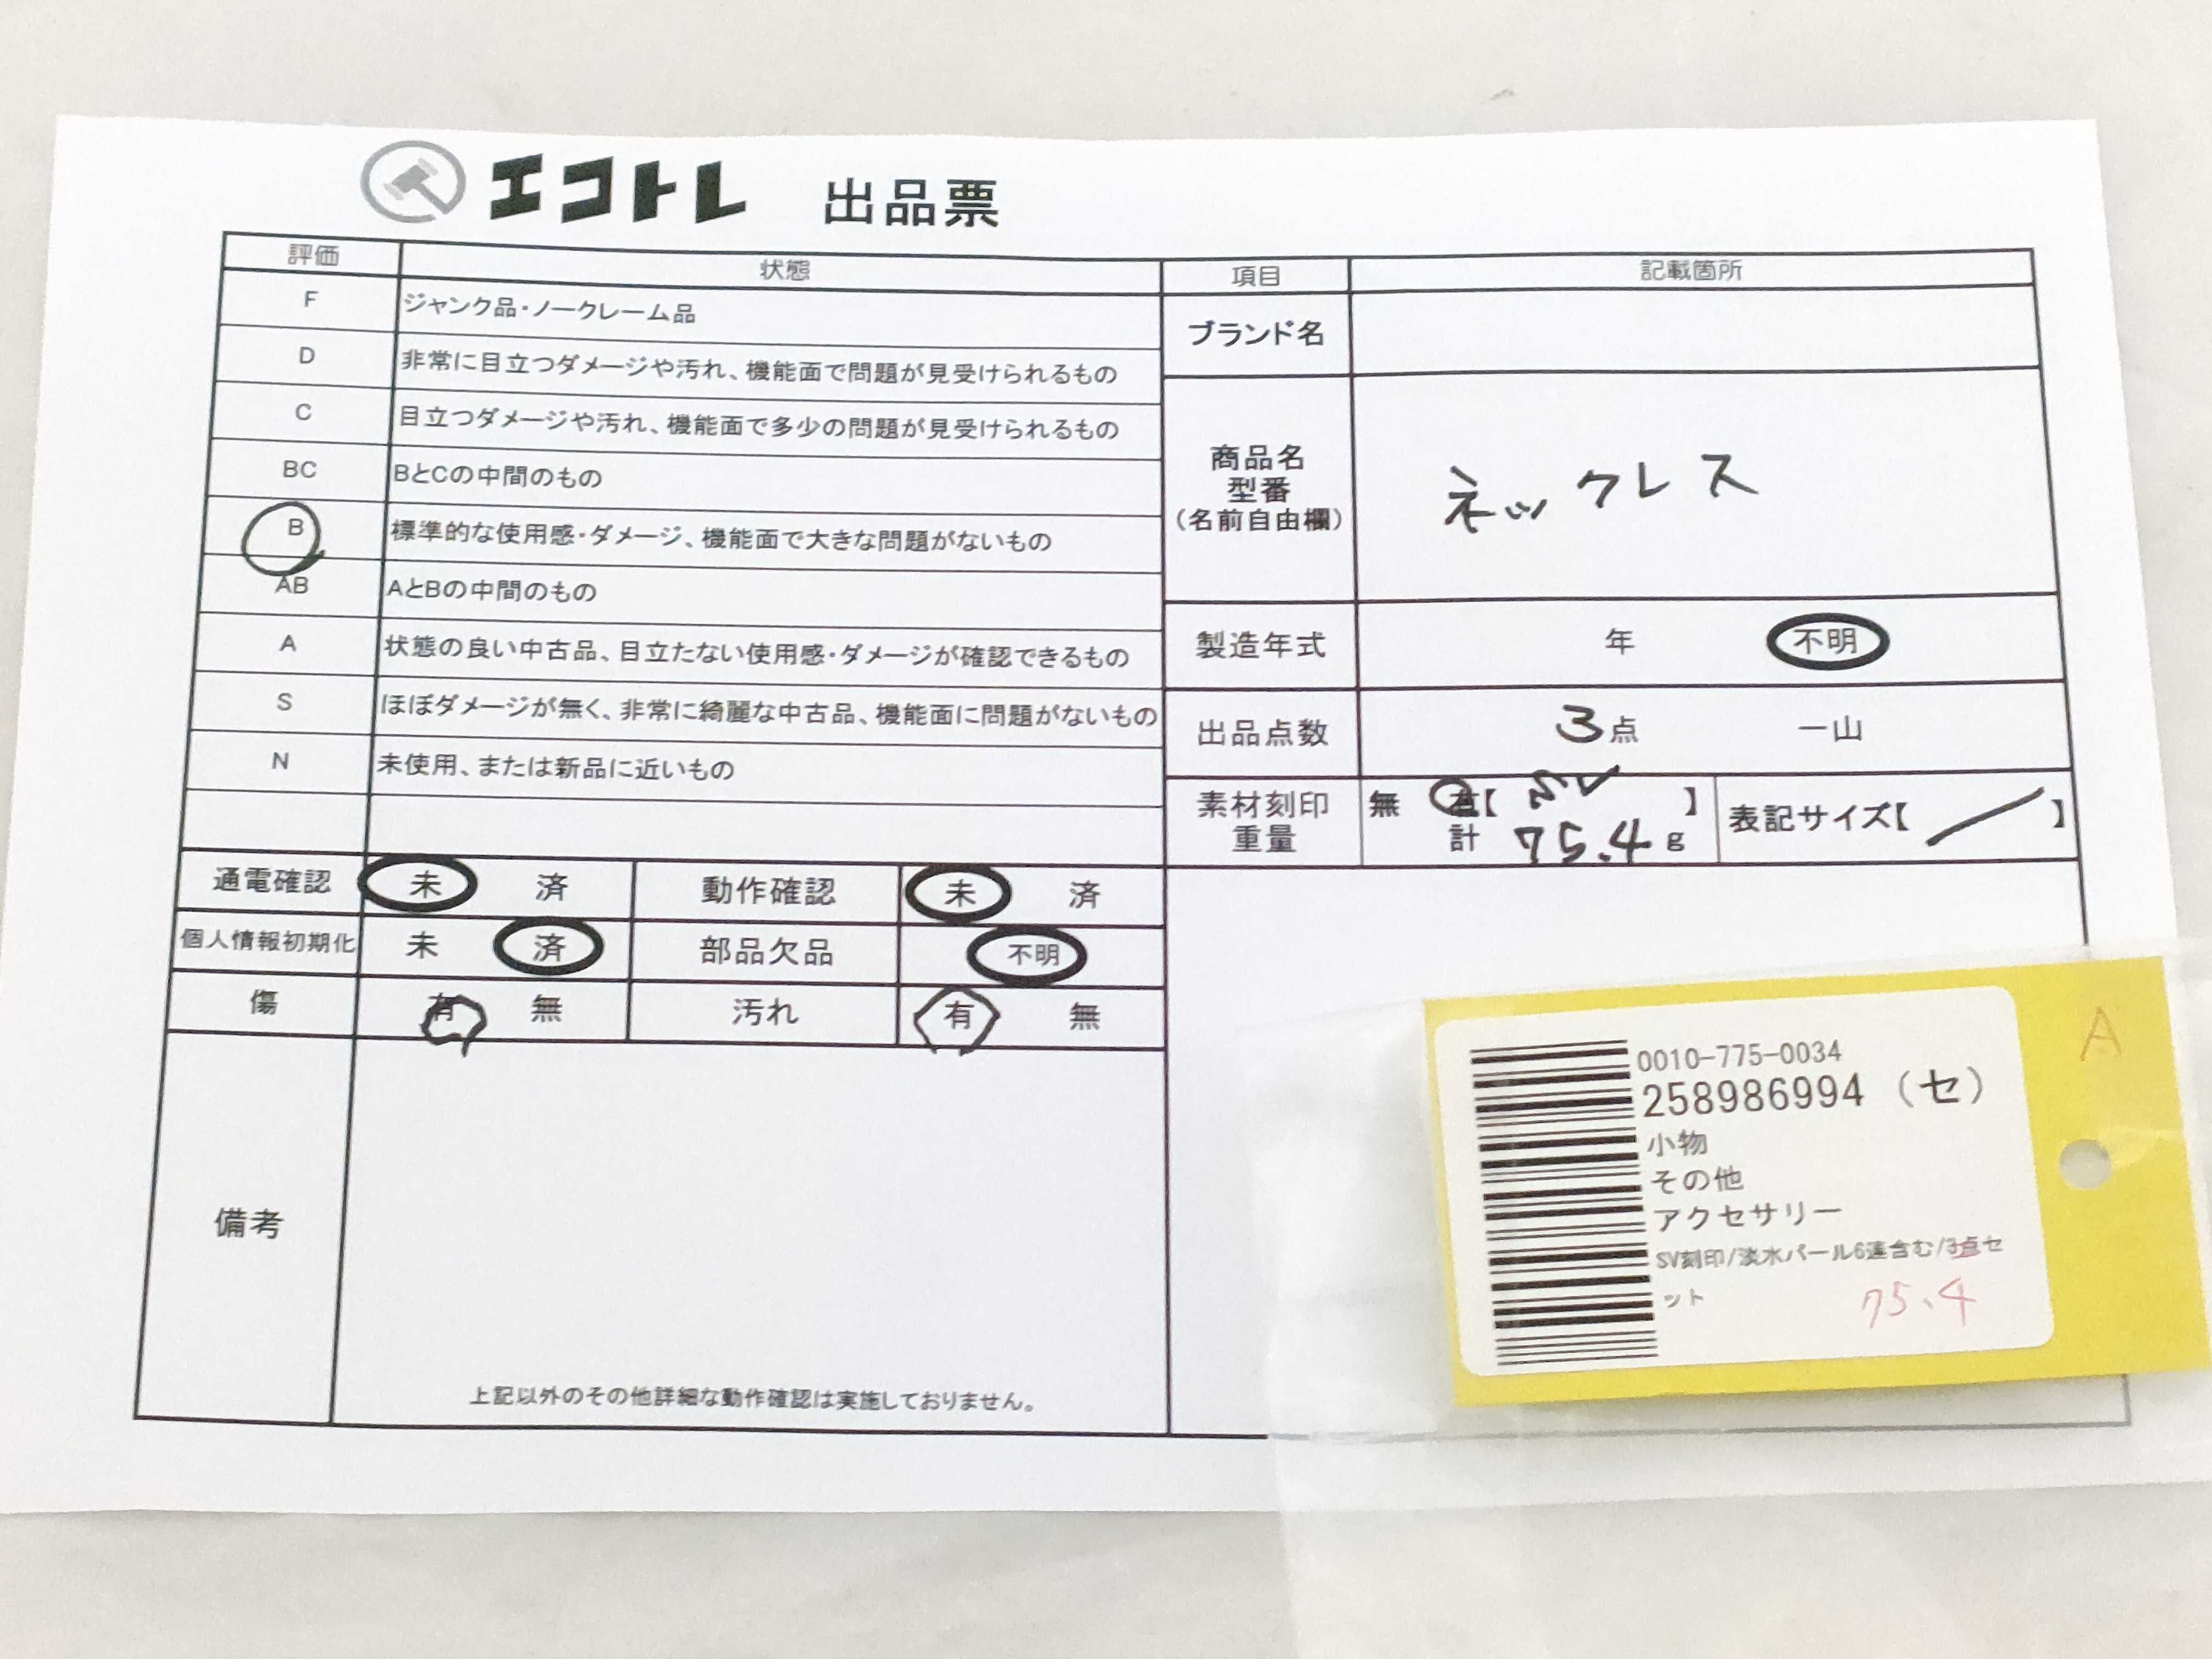 エコトレ 出品票
評価 状態
F ジャンク品・ノークレーム品
D 非常に目立つダメージや汚れ、機能面で問題が見受けられるもの
C 目立つダメージや汚れ、機能面で多少の問題が見受けられるもの
BC BとCの中間のもの
B 標準的な使用感・ダメージ、機能面で大きな問題がないもの
AB AとBの中間のもの
A 状態の良い中古品、目立たない使用感・ダメージが確認できるもの
S ほぼダメージが無く、非常に綺麗な中古品、機能面に問題がないもの
N 未使用、または新品に近いもの
通電確認 未 済 動作確認 未 済
個人情報初期化 未 済 部品欠品 不明
傷 有 無 汚れ 有 無
備考
上記以外のその他詳細な動作確認は実施しておりません。
項目 記載箇所
ブランド名
商品名
型番
(名前自由欄)
ネックレス
製造年式 年 不明
出品点数 3点 一山
素材刻印 無 有【 SV 】
重量 計 75.4 g
表記サイズ【 / 】
A
0010-775-0034
258986994 (セ)
小物
その他
アクセサリー
SV刻印/淡水パール6連含む/3点セ
ット
75.4